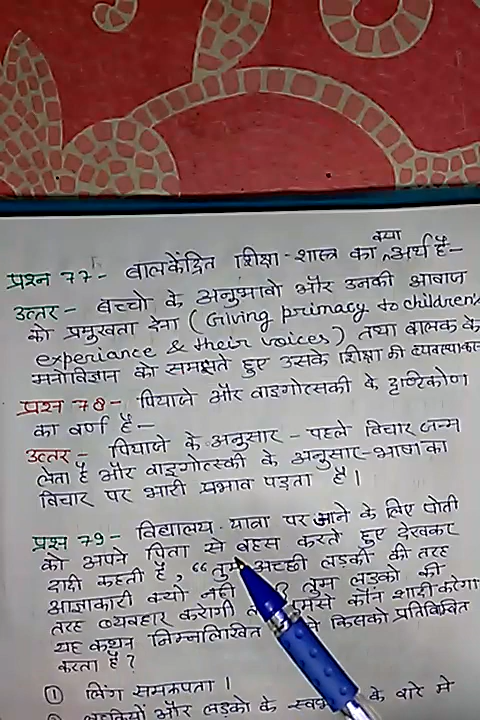 क्या
प्रश्न 77- बालकेंद्रित शिक्षा-शास्त्र का अर्थ है-
उत्तर- बच्चो के अनुभावो और उनकी आवाज
को प्रमुखता देना (Giving primacy to children's
experiance & their voices) तथा बालक के
मनोविज्ञान को समझते हुए उसके शिक्षा की व्यवस्था
प्रश्न 78- पियाजे और वाइगोत्सकी के दृष्टिकोण
का वर्ण है-
उत्तर- पियाजे के अनुसार - पहले विचार जन्म
लेता है और वाइगोत्सकी के अनुसार-भाषा का
विचार पर भारी प्रभाव पड़ता है।
प्रश्न 79- विद्यालय यात्रा पर जाने के लिए पोती
को अपने पिता से बहस करते हुए देखकर
दादी कहती है, "तुम अच्छी लड़की की तरह
आज्ञाकारी क्यो नही तुम लड़को की
तरह व्यवहार करोगी कौन शादी करेगा
यह कथन निम्नलिखित मे किसको प्रतिबिंबित
करता है?
① लिंग समरूपता।
लड़कियों और लड़को के के बारे मे